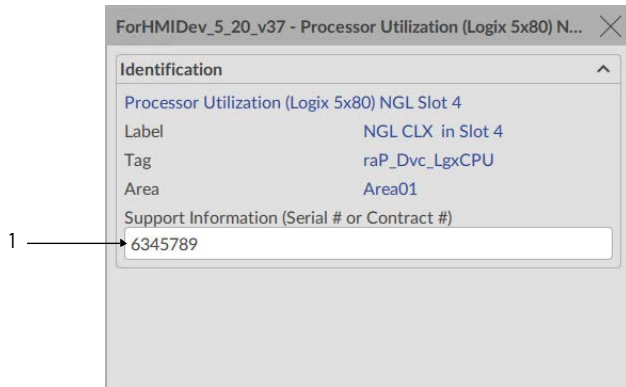 ForHMIDev_5_20_v37 - Processor Utilization (Logix 5x80) N...
Identification
Processor Utilization (Logix 5x80) NGL Slot 4
Label NGL CLX in Slot 4
Tag raP_Dvc_LgxCPU
Area Area01
Support Information (Serial # or Contract #)
1 6345789